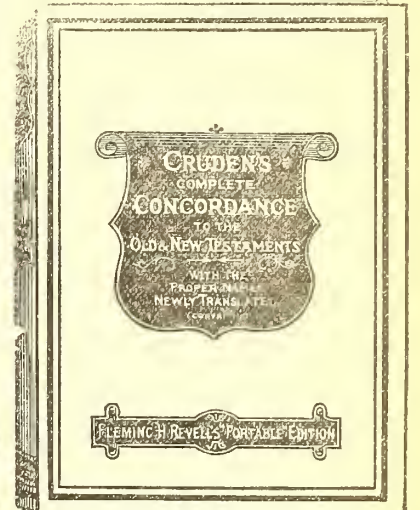 CRUDEN'S
COMPLETE
CONCORDANCE
TO THE
OLD & NEW TESTAMENTS
WITH THE
PROPER NAMES
NEWLY TRANSLATED
FLEMING H REVELL'S PORTABLE EDITION